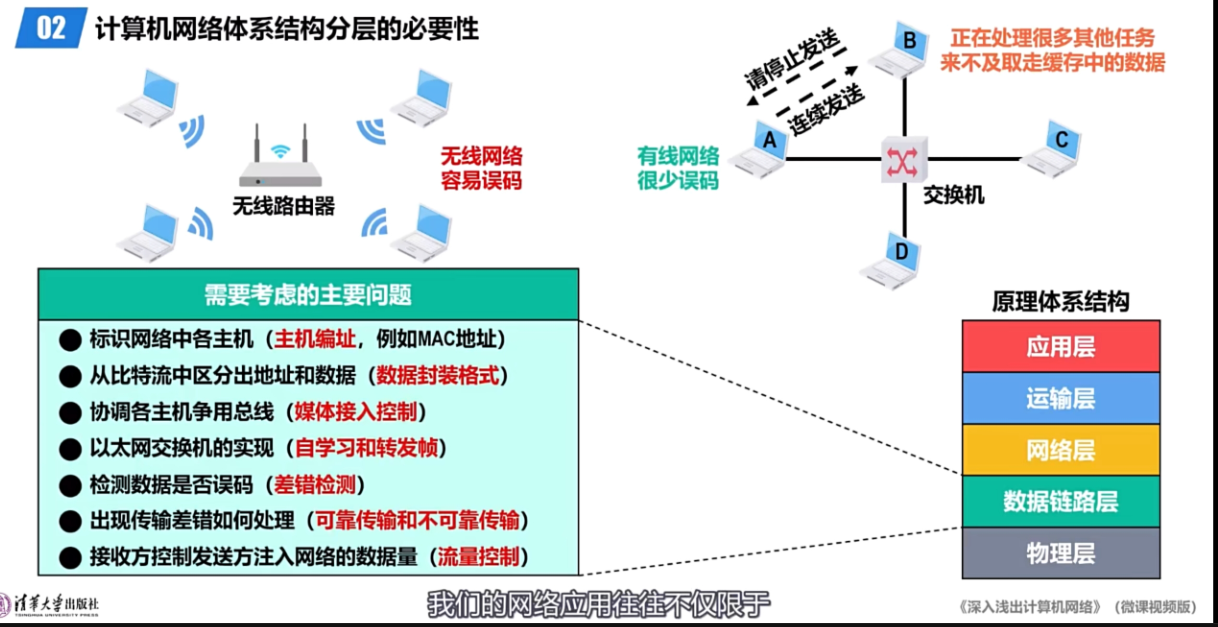 02 计算机网络体系结构分层的必要性
无线网络
容易误码
无线路由器
请停止发送
连续发送
B
正在处理很多其他任务
来不及取走缓存中的数据
有线网络
很少误码
A
C
交换机
D
需要考虑的主要问题
● 标识网络中各主机（主机编址，例如MAC地址）
● 从比特流中区分出地址和数据（数据封装格式）
● 协调各主机争用总线（媒体接入控制）
● 以太网交换机的实现（自学习和转发帧）
● 检测数据是否误码（差错检测）
● 出现传输差错如何处理（可靠传输和不可靠传输）
● 接收方控制发送方注入网络的数据量（流量控制）
原理体系结构
应用层
运输层
网络层
数据链路层
物理层
清华大学出版社
TSINGHUA UNIVERSITY PRESS
我们的网络应用往往不仅限于
《深入浅出计算机网络》（微课视频版）